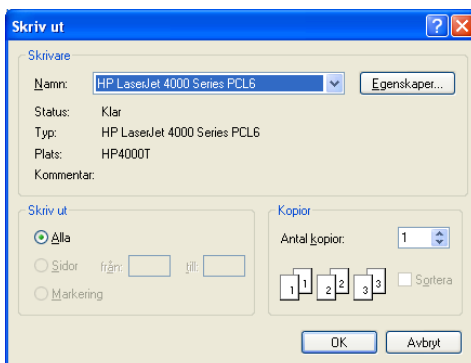 Skriv ut
Skrivare
Namn: HP LaserJet 4000 Series PCL6 Egenskaper...
Status: Klar
Typ: HP LaserJet 4000 Series PCL6
Plats: HP4000T
Kommentar:
Skriv ut
Alla
Sidor från: till:
Markering
Kopior
Antal kopior: 1
1 1 2 2 3 3 Sortera
OK Avbryt